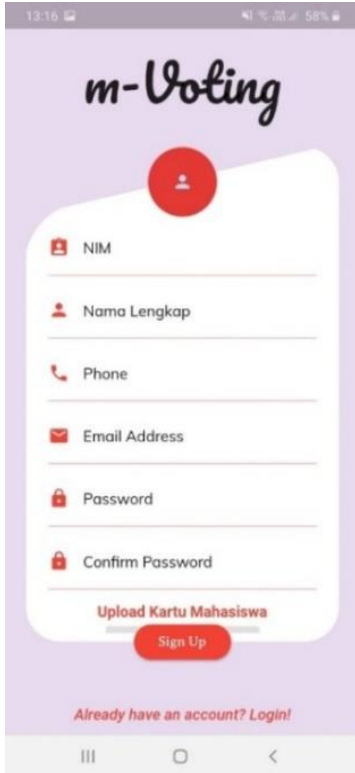 13:16
58%
m-Voting
NIM
Nama Lengkap
Phone
Email Address
Password
Confirm Password
Upload Kartu Mahasiswa
Sign Up
Already have an account? Login!